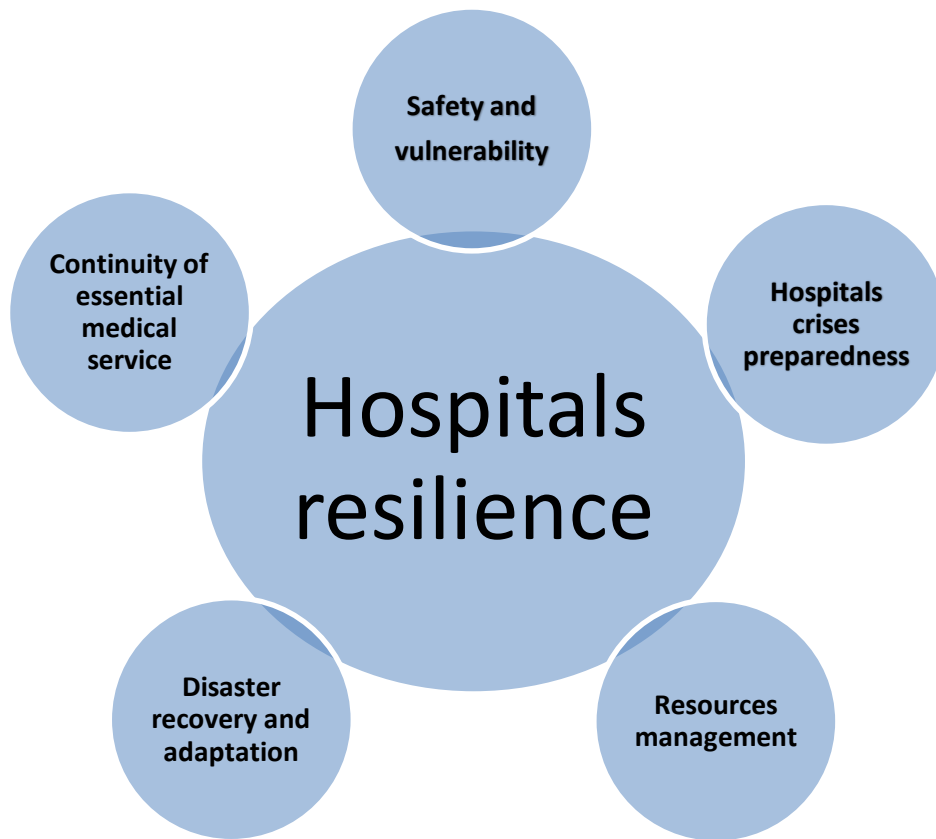 Safety and
vulnerability
Continuity of
essential
medical
service
Hospitals
crises
preparedness
Hospitals
resilience
Disaster
recovery and
adaptation
Resources
management